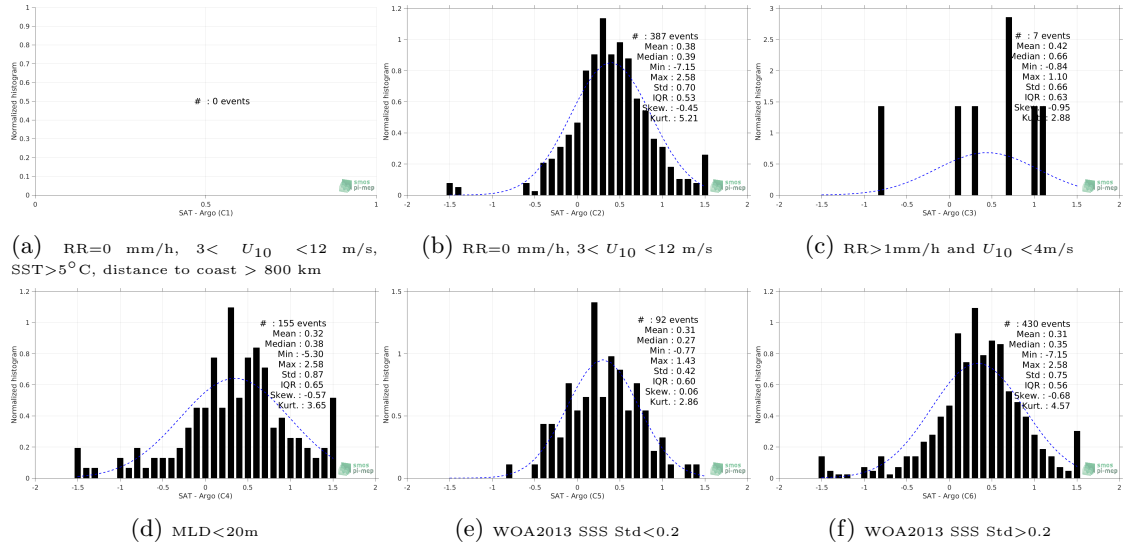 1
0.9
0.8
0.7
0.6
0.5
0.4
0.3
0.2
0.1
0
Normalized histogram
# : 0 events
0 0.5 1
SAT - Argo (C1)
smos
pi-mep
(a) RR=0 mm/h, 3< U10 <12 m/s,
SST>5°C, distance to coast > 800 km
1.2
1
0.8
0.6
0.4
0.2
0
Normalized histogram
# : 387 events
Mean : 0.38
Median : 0.39
Min : -7.15
Max : 2.58
Std : 0.70
IQR : 0.53
Skew. : -0.45
Kurt. : 5.21
-2 -1.5 -1 -0.5 0 0.5 1 1.5 2
SAT - Argo (C2)
smos
pi-mep
(b) RR=0 mm/h, 3< U10 <12 m/s
3
2.5
2
1.5
1
0.5
0
Normalized histogram
# : 7 events
Mean : 0.42
Median : 0.66
Min : -0.84
Max : 1.10
Std : 0.66
IQR : 0.63
Skew. : -0.95
Kurt. : 2.88
-2 -1.5 -1 -0.5 0 0.5 1 1.5 2
SAT - Argo (C3)
smos
pi-mep
(c) RR>1mm/h and U10 <4m/s
1.2
1
0.8
0.6
0.4
0.2
0
Normalized histogram
# : 155 events
Mean : 0.32
Median : 0.38
Min : -5.30
Max : 2.58
Std : 0.87
IQR : 0.65
Skew. : -0.57
Kurt. : 3.65
-2 -1.5 -1 -0.5 0 0.5 1 1.5 2
SAT - Argo (C4)
smos
pi-mep
(d) MLD<20m
1.5
1
0.5
0
Normalized histogram
# : 92 events
Mean : 0.31
Median : 0.27
Min : -0.77
Max : 1.43
Std : 0.42
IQR : 0.60
Skew. : 0.06
Kurt. : 2.86
-2 -1.5 -1 -0.5 0 0.5 1 1.5 2
SAT - Argo (C5)
smos
pi-mep
(e) WOA2013 SSS Std<0.2
1.2
1
0.8
0.6
0.4
0.2
0
Normalized histogram
# : 430 events
Mean : 0.31
Median : 0.35
Min : -7.15
Max : 2.58
Std : 0.75
IQR : 0.56
Skew. : -0.68
Kurt. : 4.57
-2 -1.5 -1 -0.5 0 0.5 1 1.5 2
SAT - Argo (C6)
smos
pi-mep
(f) WOA2013 SSS Std>0.2